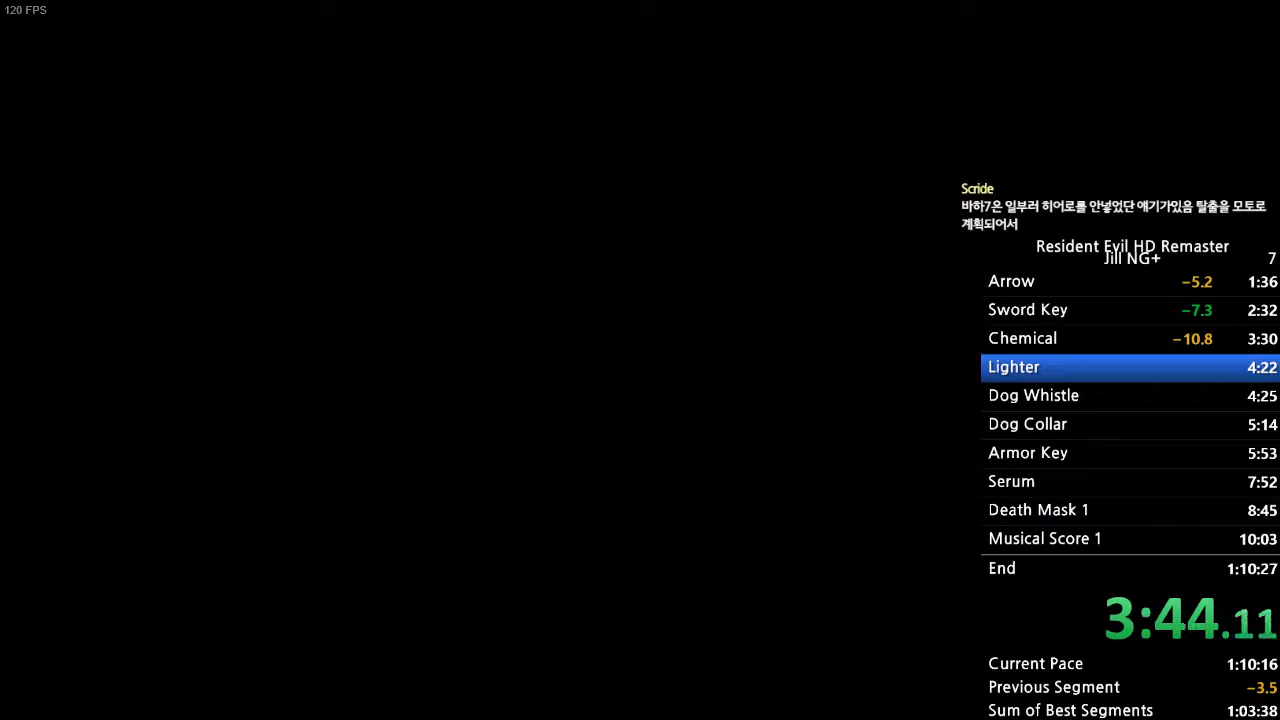 120 FPS
Scride
바하7은 일부러 히어로를 안넣었단 얘기가있음 탈출을 모토로
계획되어서
Resident Evil HD Remaster
Jill NG+ 7
Arrow -5.2 1:36
Sword Key -7.3 2:32
Chemical -10.8 3:30
Lighter 4:22
Dog Whistle 4:25
Dog Collar 5:14
Armor Key 5:53
Serum 7:52
Death Mask 1 8:45
Musical Score 1 10:03
End 1:10:27
3:44.11
Current Pace 1:10:16
Previous Segment -3.5
Sum of Best Segments 1:03:38